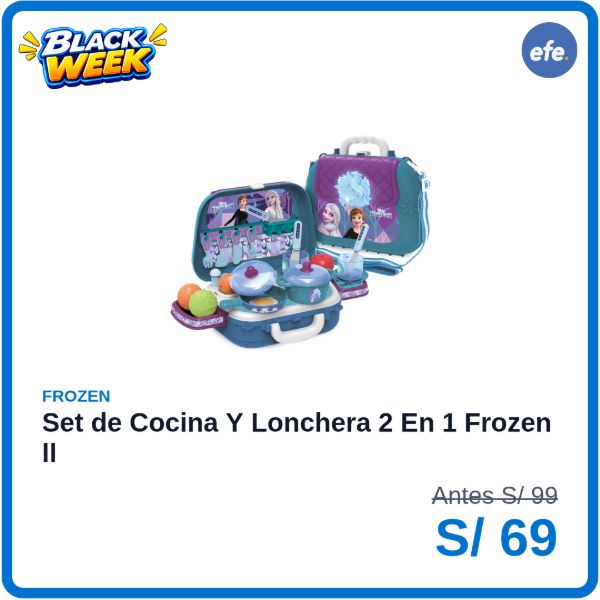 BLACK
WEEK
efe.
FROZEN
Set de Cocina Y Lonchera 2 En 1 Frozen
II
Antes S/ 99
S/ 69